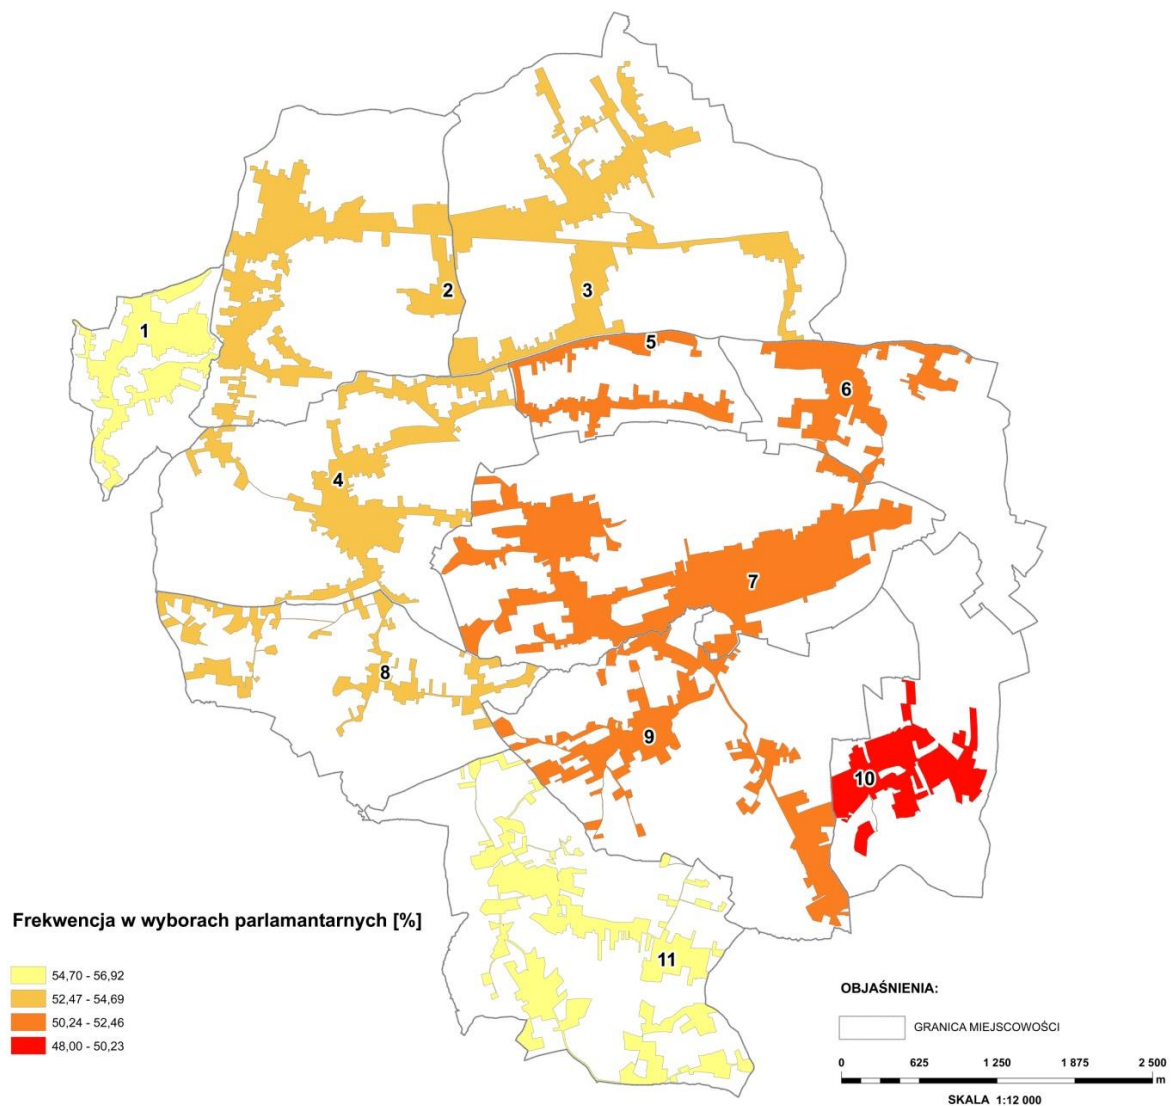 2
3
1
5
6
4
7
8
9
10
11
Frekwencja w wyborach parlamantarnych [%]
54,70 - 56,92
52,47 - 54,69
50,24 - 52,46
48,00 - 50,23
OBJAŚNIENIA:
GRANICA MIEJSCOWOŚCI
0 625 1 250 1 875 2 500
m
SKALA 1:12 000